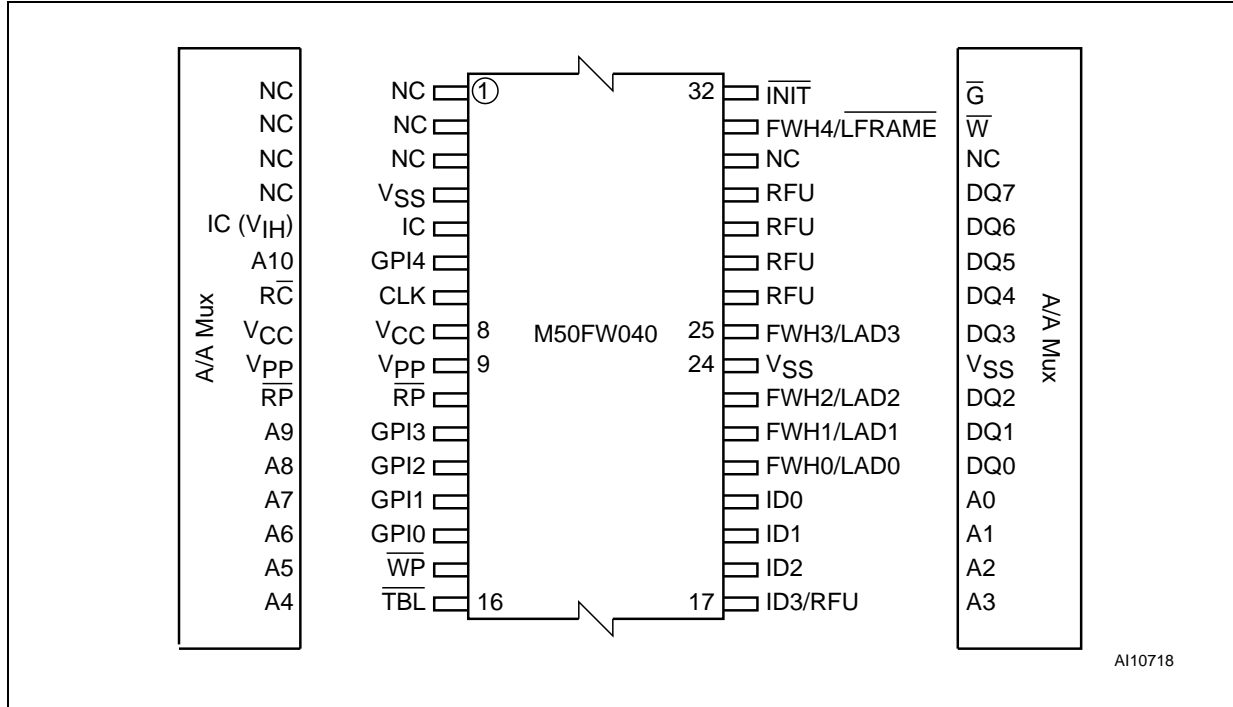 NC NC 1 32 INIT G
NC NC FWH4/LFRAME W
NC NC NC NC
NC VSS RFU DQ7
IC (VIH) IC RFU DQ6
A10 GPI4 RFU DQ5
RC CLK RFU DQ4
VCC VCC 8 M50FW040 25 FWH3/LAD3 DQ3
VPP VPP 9 24 VSS VSS
RP RP FWH2/LAD2 DQ2
A9 GPI3 FWH1/LAD1 DQ1
A8 GPI2 FWH0/LAD0 DQ0
A7 GPI1 ID0 A0
A6 GPI0 ID1 A1
A5 WP ID2 A2
A4 TBL 16 17 ID3/RFU A3
A/A Mux
A/A Mux
AI10718